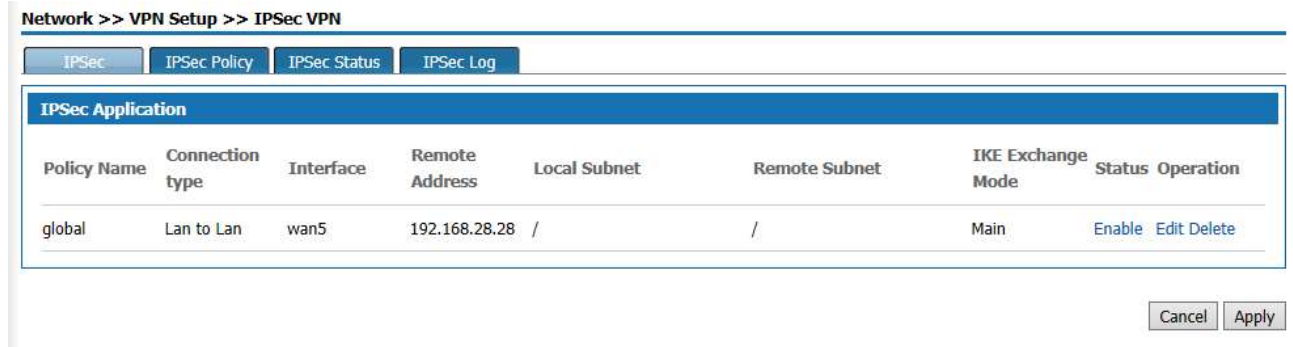 Network >> VPN Setup >> IPSec VPN
IPSec IPSec Policy IPSec Status IPSec Log
IPSec Application
Policy Name Connection type Interface Remote Address Local Subnet Remote Subnet IKE Exchange Mode Status Operation
global Lan to Lan wan5 192.168.28.28 / / Main Enable Edit Delete
Cancel Apply